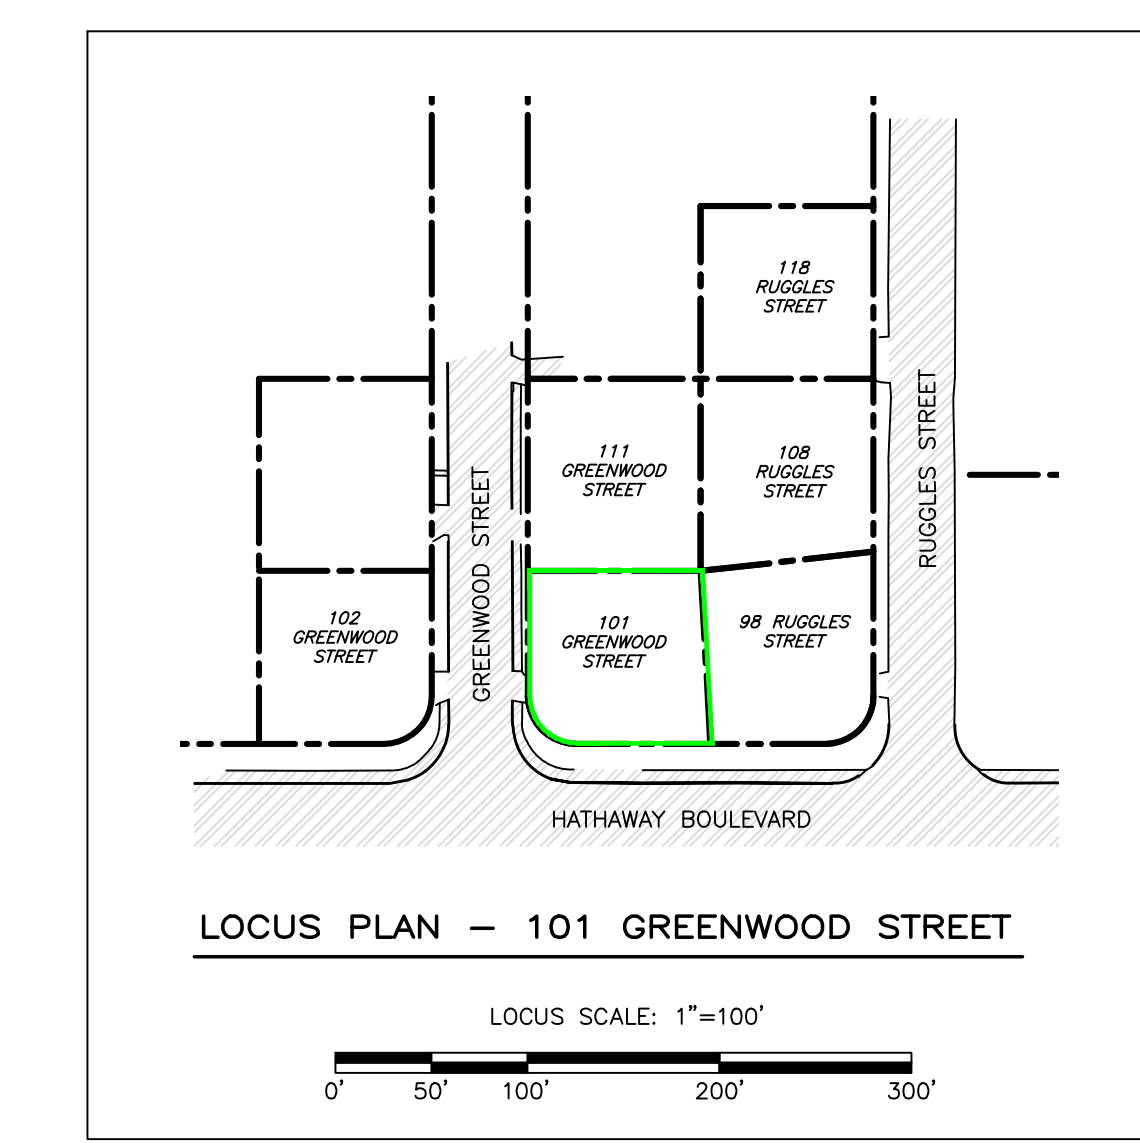 118
RUGGLES
STREET
111
GREENWOOD
STREET
108
RUGGLES
STREET
RUGGLES STREET
GREENWOOD STREET
102
GREENWOOD
STREET
101
GREENWOOD
STREET
98 RUGGLES
STREET
HATHAWAY BOULEVARD
LOCUS PLAN – 101 GREENWOOD STREET
LOCUS SCALE: 1"=100'
0' 50' 100' 200' 300'